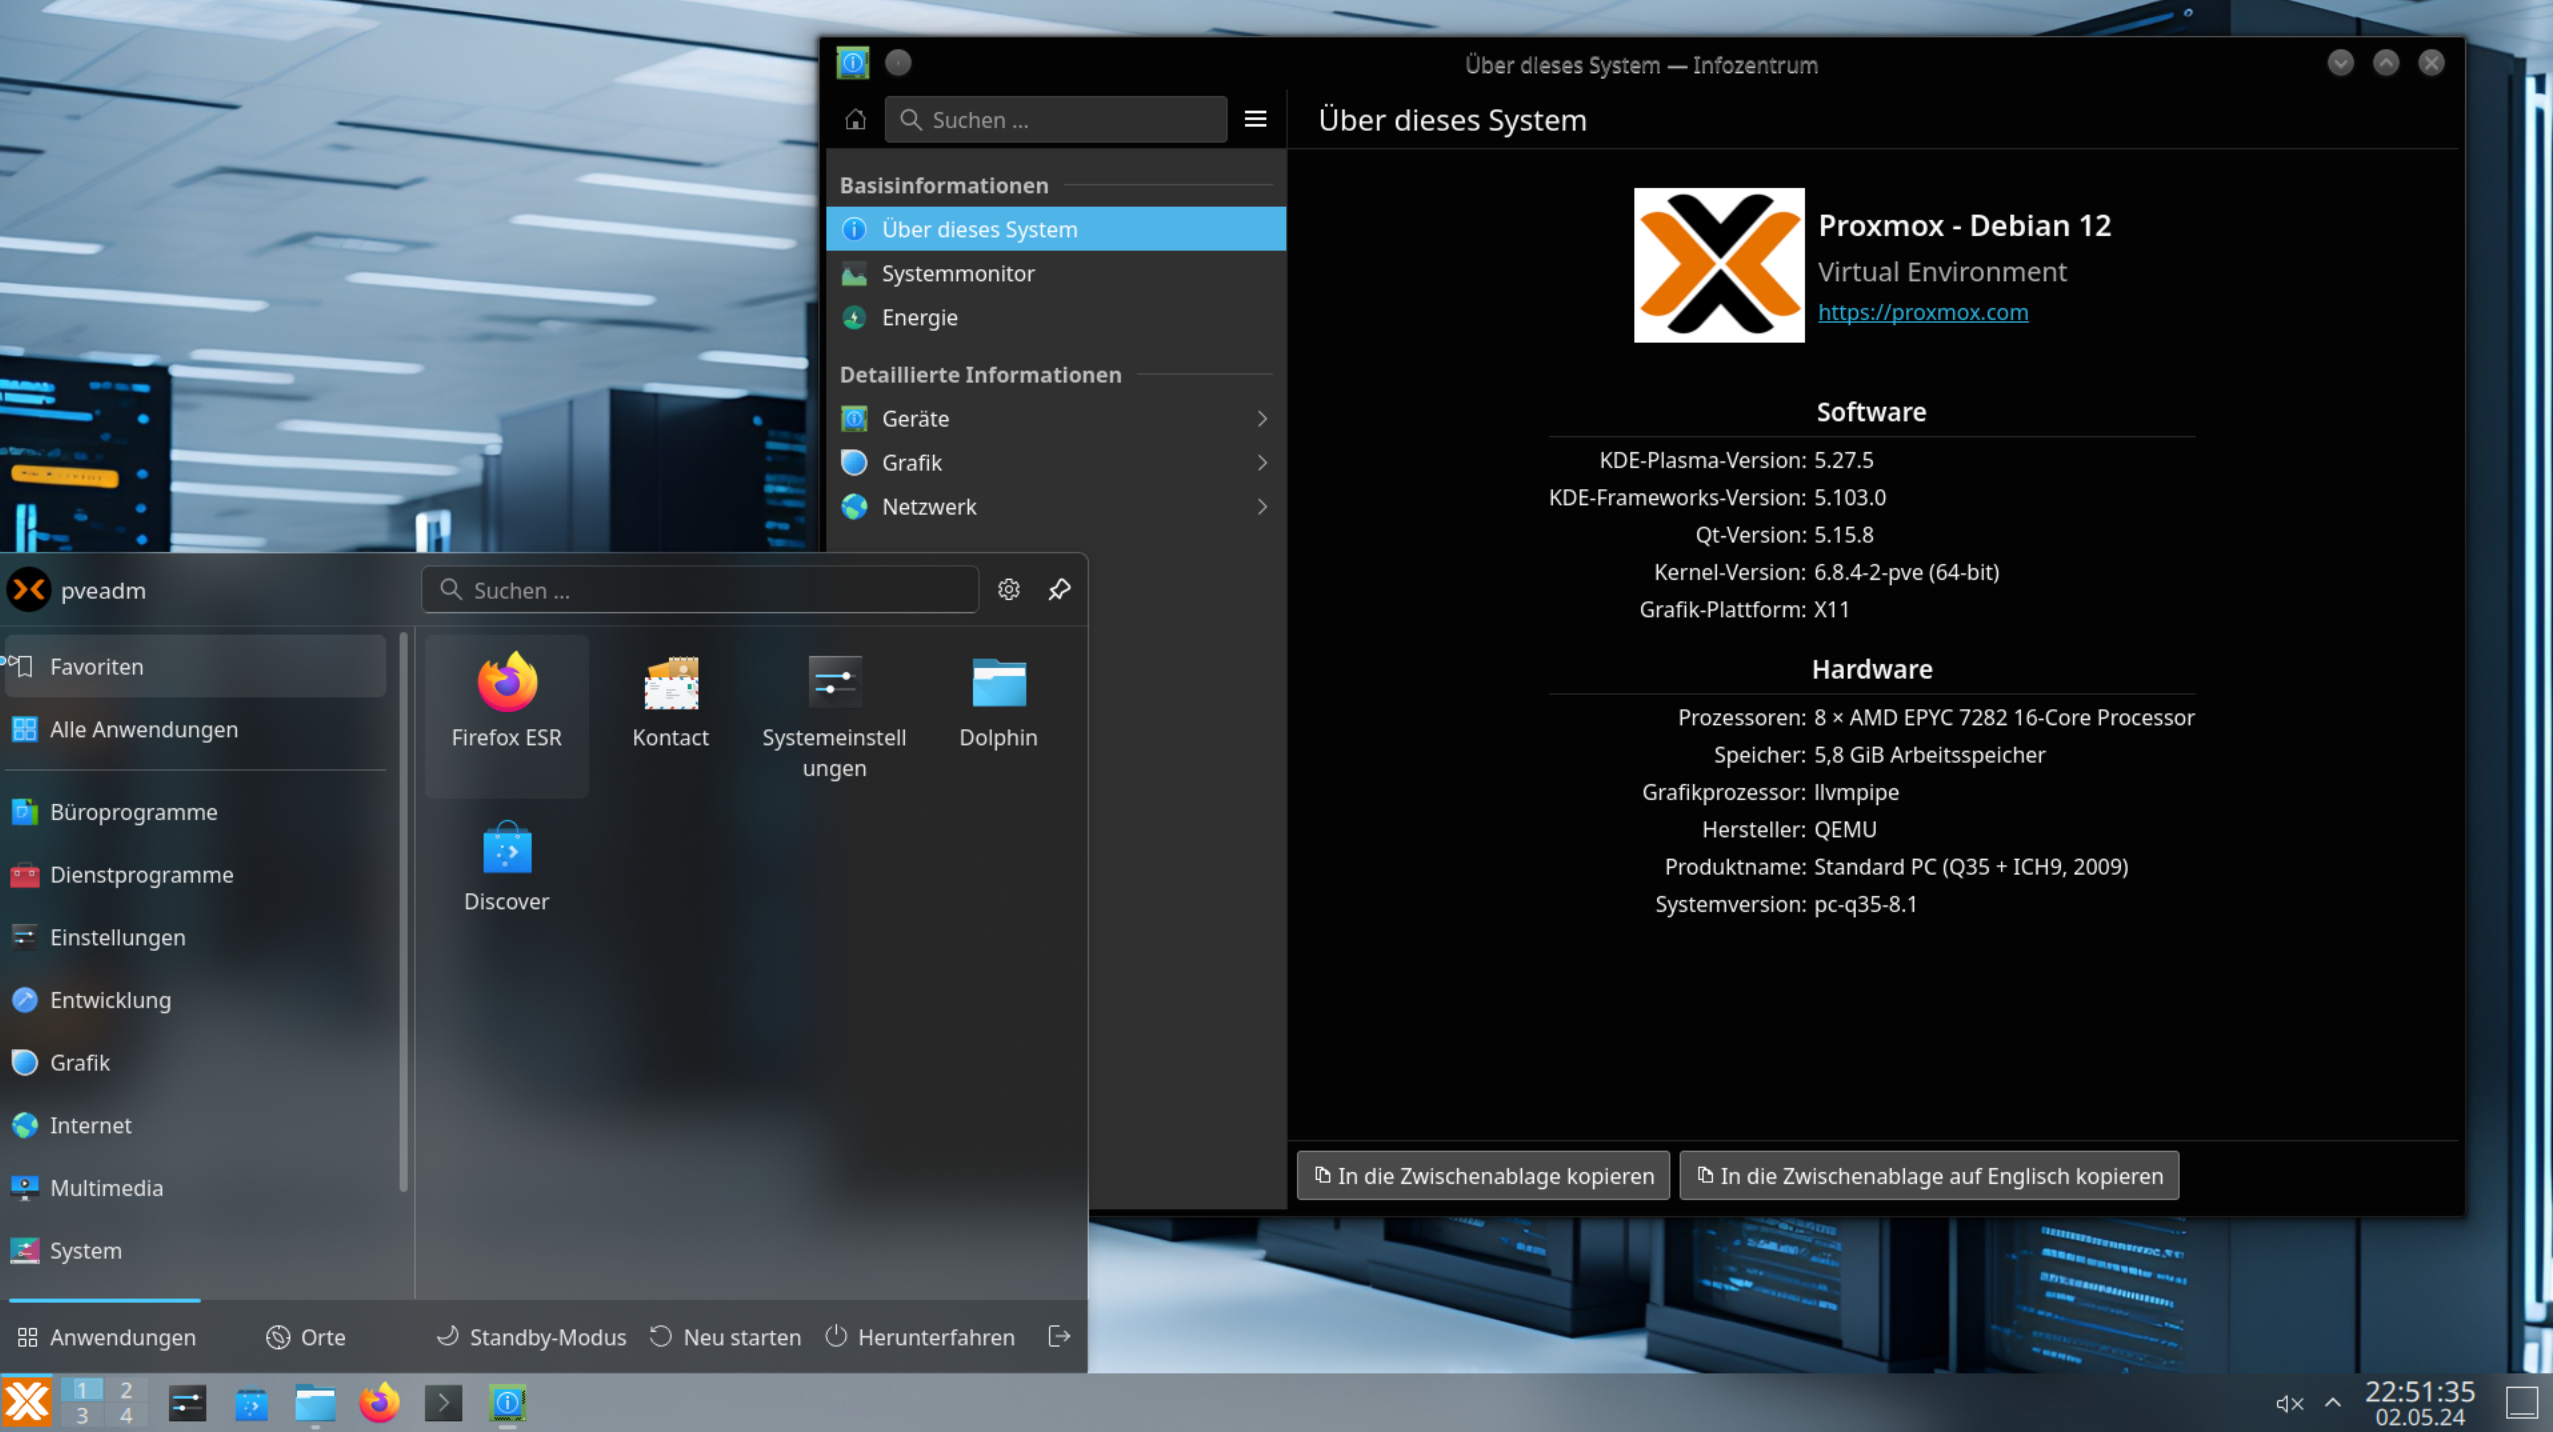 Über dieses System — Infozentrum
Suchen ...
Über dieses System
Basisinformationen
Über dieses System
Systemmonitor
Energie
Detaillierte Informationen
Geräte
Grafik
Netzwerk
Proxmox - Debian 12
Virtual Environment
https://proxmox.com
Software
KDE-Plasma-Version: 5.27.5
KDE-Frameworks-Version: 5.103.0
Qt-Version: 5.15.8
Kernel-Version: 6.8.4-2-pve (64-bit)
Grafik-Plattform: X11
Hardware
Prozessoren: 8 × AMD EPYC 7282 16-Core Processor
Speicher: 5,8 GiB Arbeitsspeicher
Grafikprozessor: llvmpipe
Hersteller: QEMU
Produktname: Standard PC (Q35 + ICH9, 2009)
Systemversion: pc-q35-8.1
In die Zwischenablage kopieren
In die Zwischenablage auf Englisch kopieren
pveadm
Suchen ...
Favoriten
Alle Anwendungen
Büroprogramme
Dienstprogramme
Einstellungen
Entwicklung
Grafik
Internet
Multimedia
System
Firefox ESR
Kontact
Systemeinstell
ungen
Dolphin
Discover
Anwendungen
Orte
Standby-Modus
Neu starten
Herunterfahren
1 2
3 4
22:51:35
02.05.24